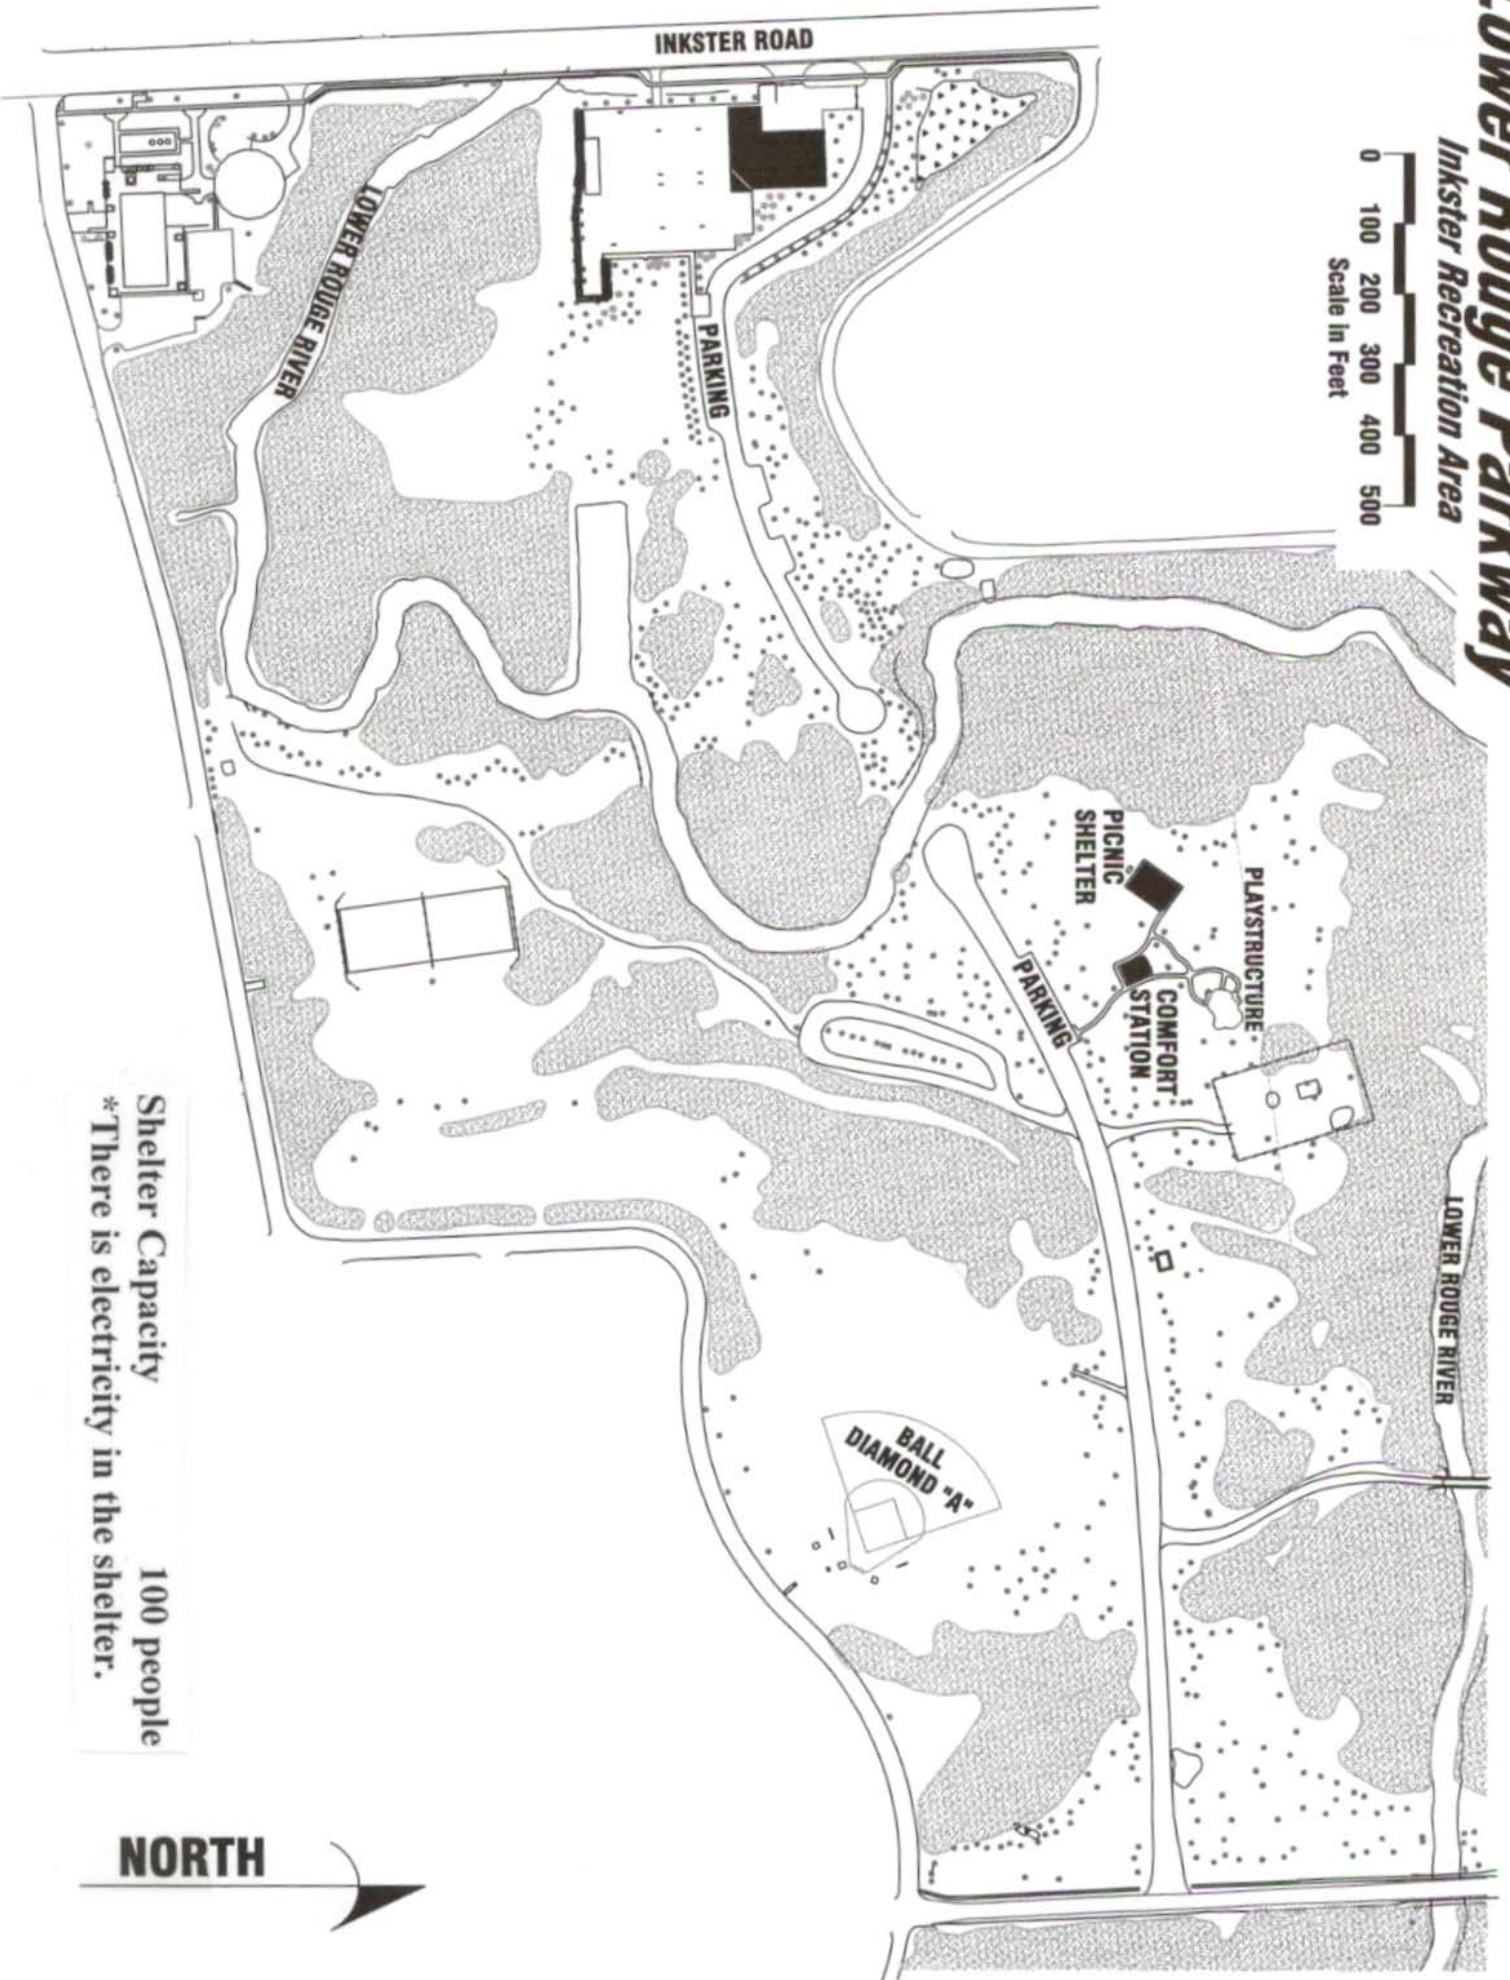 Lower Rouge Parkway
Inkster Recreation Area
0 100 200 300 400 500
Scale in Feet
INKSTER ROAD
LOWER ROUGE RIVER
PARKING
PICNIC
SHELTER
PLAYSTRUCTURE
COMFORT
STATION
PARKING
LOWER ROUGE RIVER
BALL
DIAMOND "A"
Shelter Capacity 100 people
*There is electricity in the shelter.
NORTH